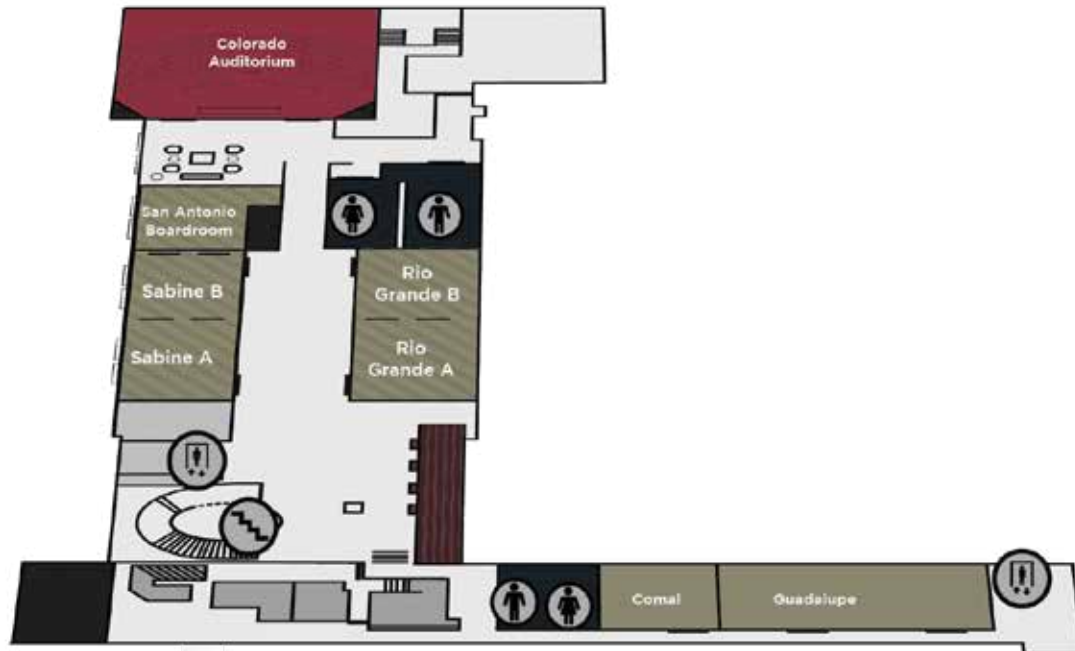 Colorado
Auditorium
San Antonio
Boardroom
Sabine B
Rio
Grande B
Sabine A
Rio
Grande A
Comal
Guadalupe